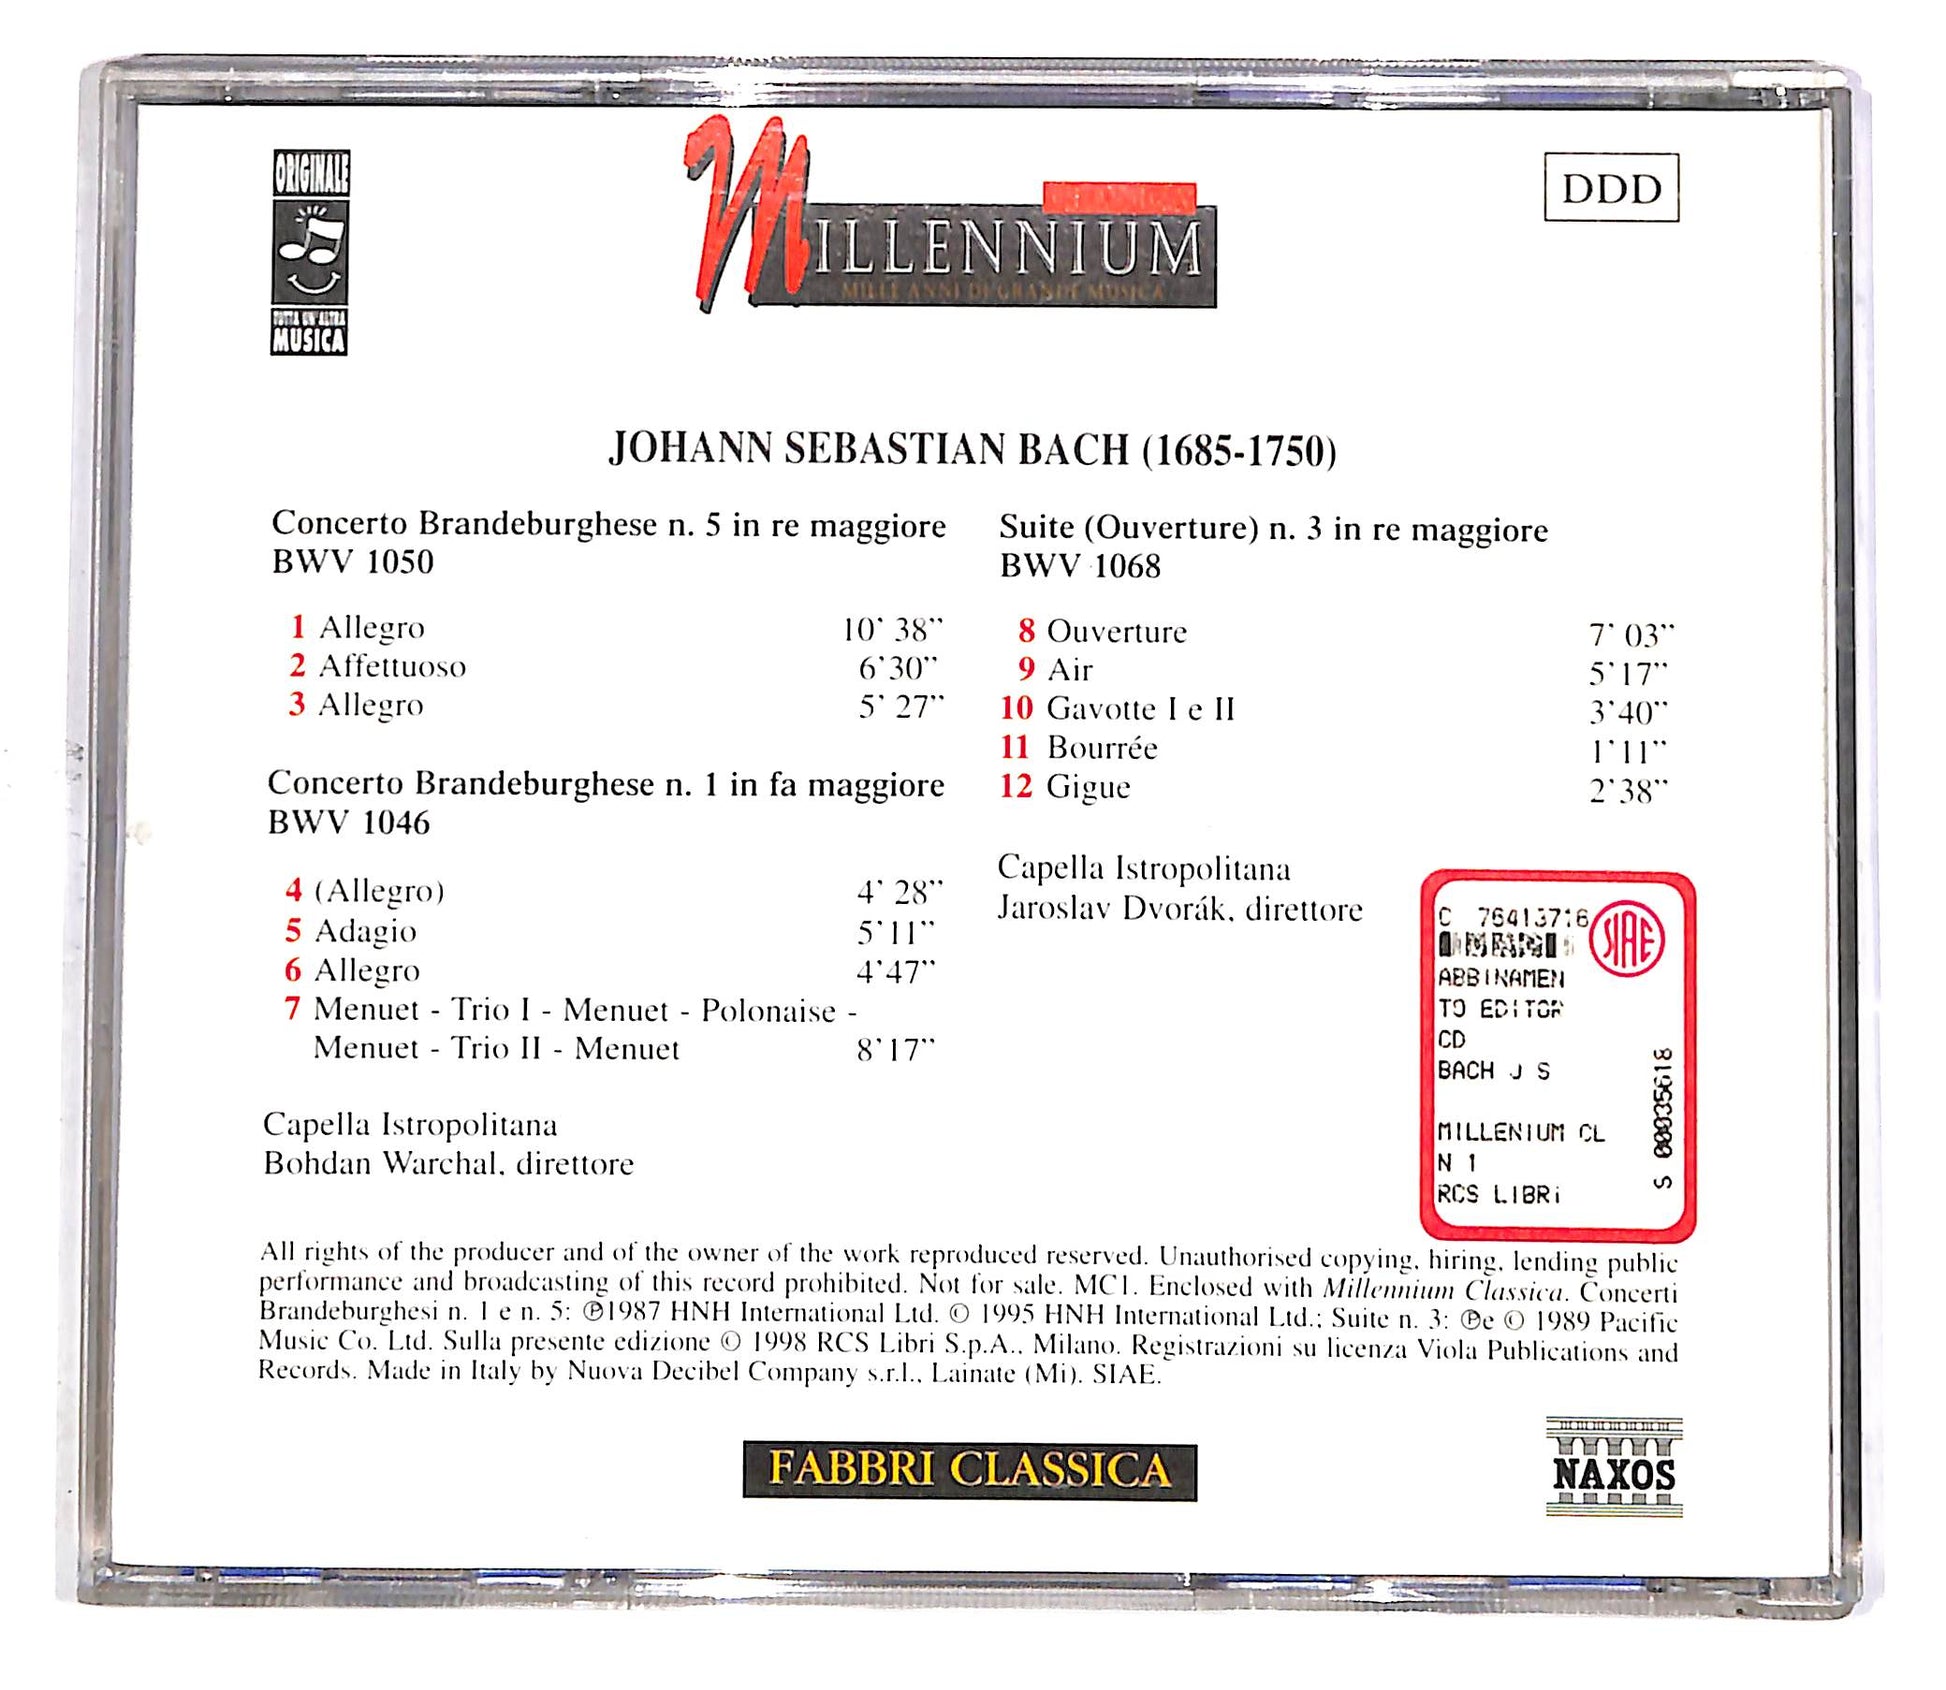 ORIGINALE
TUTTA UN'ALTRA
MUSICA
MILLENNIUM
MILLE ANNI DI GRANDE MUSICA
DDD
JOHANN SEBASTIAN BACH (1685-1750)
Concerto Brandeburghese n. 5 in re maggiore
BWV 1050
1 Allegro 10' 38''
2 Affettuoso 6'30''
3 Allegro 5' 27''
Concerto Brandeburghese n. 1 in fa maggiore
BWV 1046
4 (Allegro) 4' 28''
5 Adagio 5'11''
6 Allegro 4'47''
7 Menuet - Trio I - Menuet - Polonaise -
Menuet - Trio II - Menuet 8'17''
Capella Istropolitana
Bohdan Warchal, direttore
Suite (Ouverture) n. 3 in re maggiore
BWV 1068
8 Ouverture 7' 03''
9 Air 5'17''
10 Gavotte I e II 3'40''
11 Bourrée 1'11''
12 Gigue 2'38''
Capella Istropolitana
Jaroslav Dvorák, direttore
C 76413716
SIAE
ABBINAMEN
TO EDITOR
CD
BACH J S
MILLENIUM CL
N 1
RCS LIBRI
S 00035618
All rights of the producer and of the owner of the work reproduced reserved. Unauthorised copying, hiring, lending public
performance and broadcasting of this record prohibited. Not for sale. MC1. Enclosed with Millennium Classica. Concerti
Brandeburghesi n. 1 e n. 5: ℗1987 HNH International Ltd. © 1995 HNH International Ltd.; Suite n. 3: ℗e © 1989 Pacific
Music Co. Ltd. Sulla presente edizione © 1998 RCS Libri S.p.A., Milano. Registrazioni su licenza Viola Publications and
Records. Made in Italy by Nuova Decibel Company s.r.l., Lainate (Mi). SIAE.
FABBRI CLASSICA
NAXOS